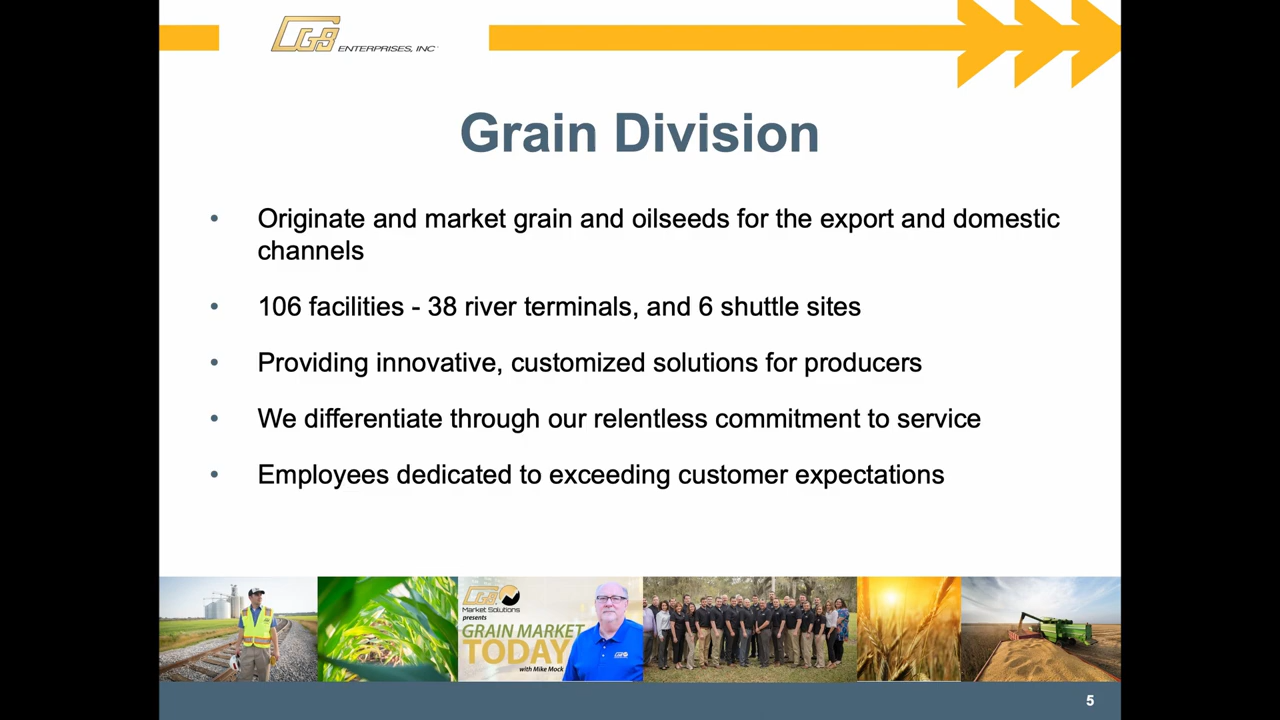 CGB ENTERPRISES, INC
Grain Division
• Originate and market grain and oilseeds for the export and domestic
channels
• 106 facilities - 38 river terminals, and 6 shuttle sites
• Providing innovative, customized solutions for producers
• We differentiate through our relentless commitment to service
• Employees dedicated to exceeding customer expectations
CGB
Market Solutions
presents
GRAIN MARKET
TODAY
with Mike Mock
CGB
5